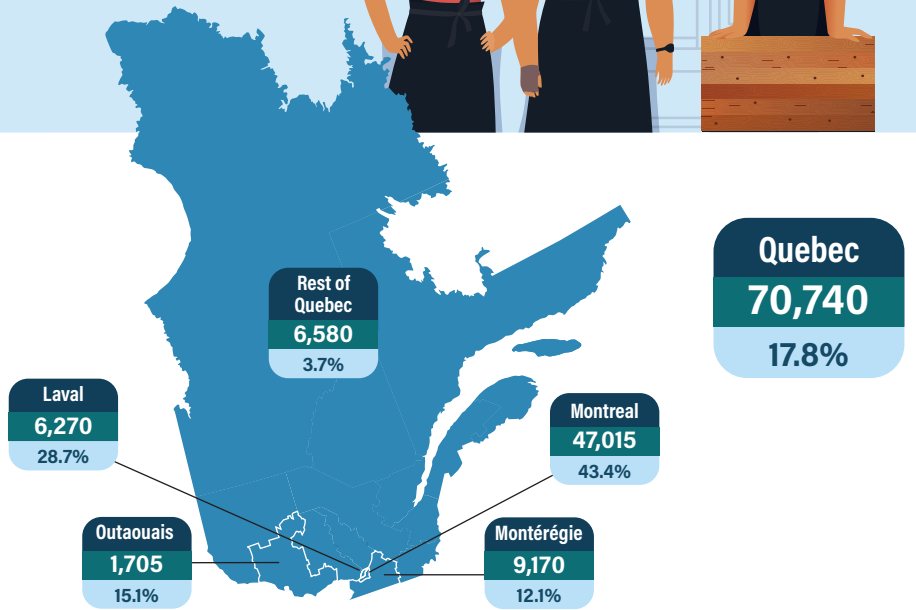 Quebec
70,740
17.8%
Rest of
Quebec
6,580
3.7%
Laval
6,270
28.7%
Montreal
47,015
43.4%
Outaouais
1,705
15.1%
Montérégie
9,170
12.1%